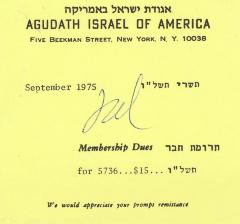 אגודת ישראל באמריקה
AGUDATH ISRAEL OF AMERICA
FIVE BEEKMAN STREET, NEW YORK, N. Y. 10038
September 1975 תשרי תשל"ו
Membership Dues תרומת חבר
for 5736...$15... תשל"ו
We would appreciate your prompt remittance